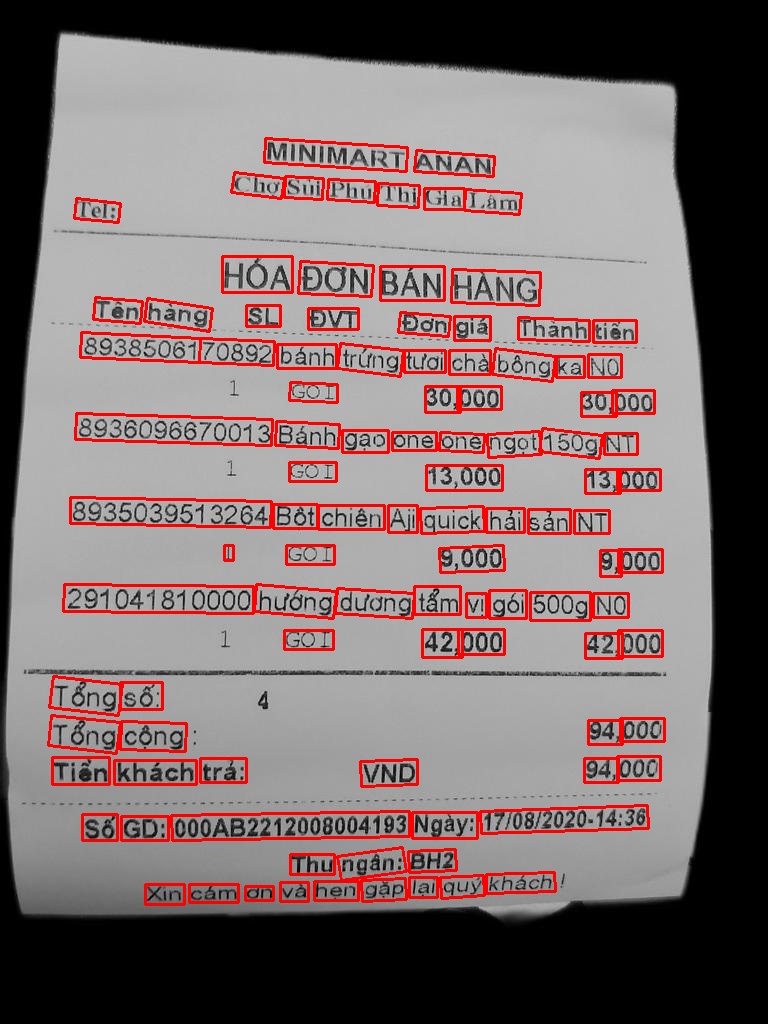 MINIMART ANAN
Chợ Sủi Phú Thị Gia Lâm
Tel:
HÓA ĐƠN BÁN HÀNG
Tên hàng SL ĐVT Đơn giá Thành tiền
8938506170892 bánh trứng tươi chà bông ka N0
1 GOI 30,000 30,000
8936096670013 Bánh gạo one one ngọt 150g NT
1 GOI 13,000 13,000
8935039513264 Bột chiên Aji quick hải sản NT
1 GOI 9,000 9,000
291041810000 hướng dương tẩm vị gói 500g N0
1 GOI 42,000 42,000
Tổng số: 4
Tổng cộng : 94,000
Tiền khách trả: VND 94,000
Số GD: 000AB2212008004193 Ngày: 17/08/2020-14:36
Thu ngân: BH2
Xin cám ơn và hẹn gặp lại quý khách !